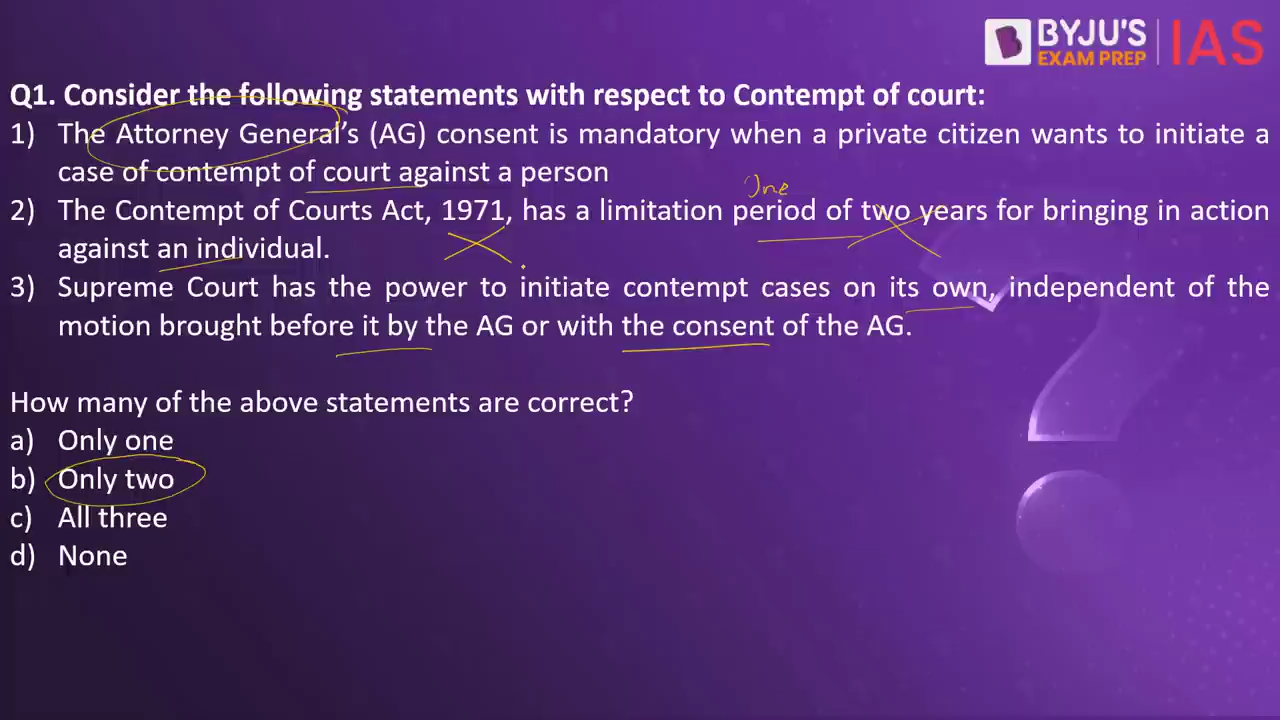 BYJU'S
EXAM PREP
IAS
Q1. Consider the following statements with respect to Contempt of court:
1) The Attorney General's (AG) consent is mandatory when a private citizen wants to initiate a
case of contempt of court against a person
One
2) The Contempt of Courts Act, 1971, has a limitation period of two years for bringing in action
against an individual.
3) Supreme Court has the power to initiate contempt cases on its own, independent of the
motion brought before it by the AG or with the consent of the AG.
How many of the above statements are correct?
a) Only one
b) Only two
c) All three
d) None